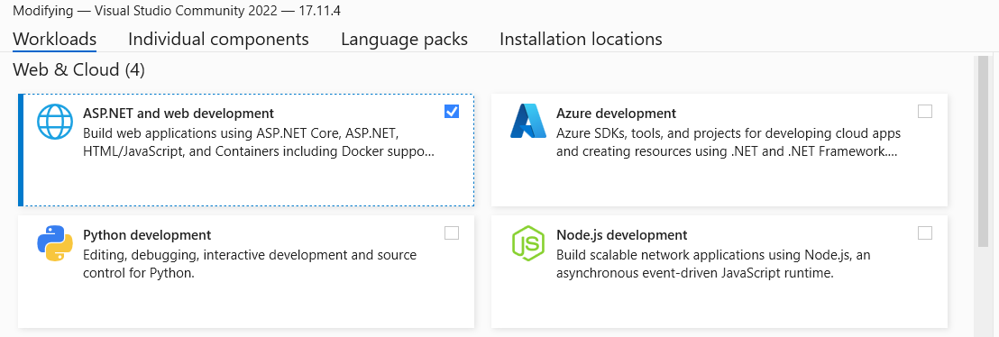 Modifying — Visual Studio Community 2022 — 17.11.4
Workloads Individual components Language packs Installation locations
Web & Cloud (4)
ASP.NET and web development
Build web applications using ASP.NET Core, ASP.NET,
HTML/JavaScript, and Containers including Docker suppo...
Azure development
Azure SDKs, tools, and projects for developing cloud apps
and creating resources using .NET and .NET Framework....
Python development
Editing, debugging, interactive development and source
control for Python.
JS
Node.js development
Build scalable network applications using Node.js, an
asynchronous event-driven JavaScript runtime.